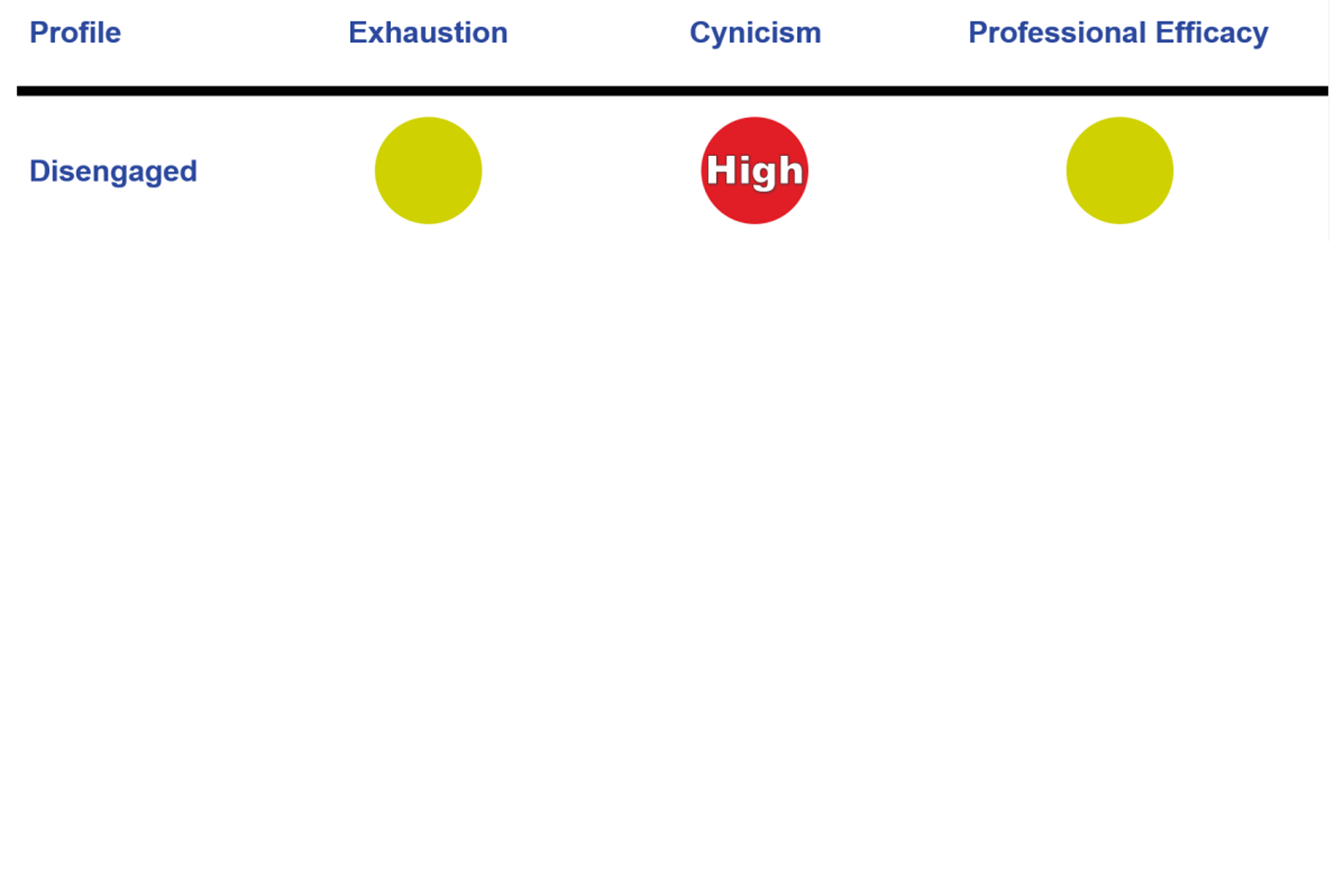 Profile Exhaustion Cynicism Professional Efficacy
Disengaged High